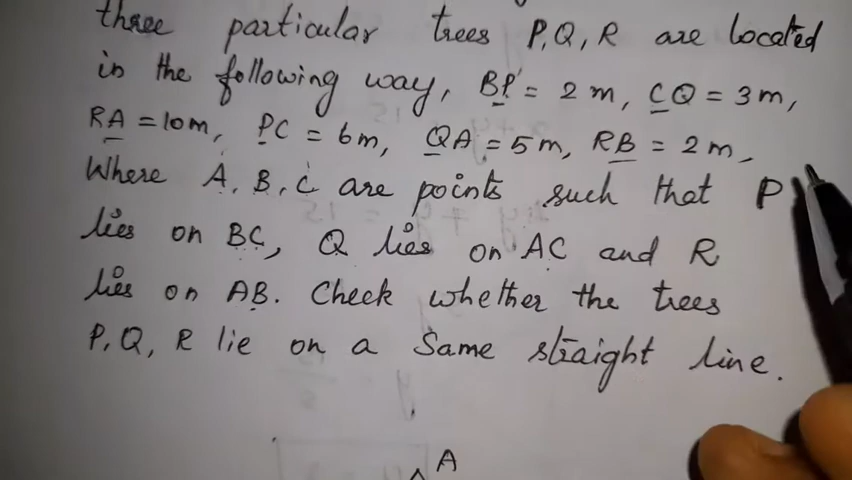 three particular trees P, Q, R are located
in the following way, BP = 2 m, CQ = 3 m,
RA = 10m, PC = 6m, QA = 5 m, RB = 2 m,
Where A, B, C are points such that P
lies on BC, Q lies on AC and R
lies on AB. Check whether the trees
P, Q, R lie on a Same straight line.
A